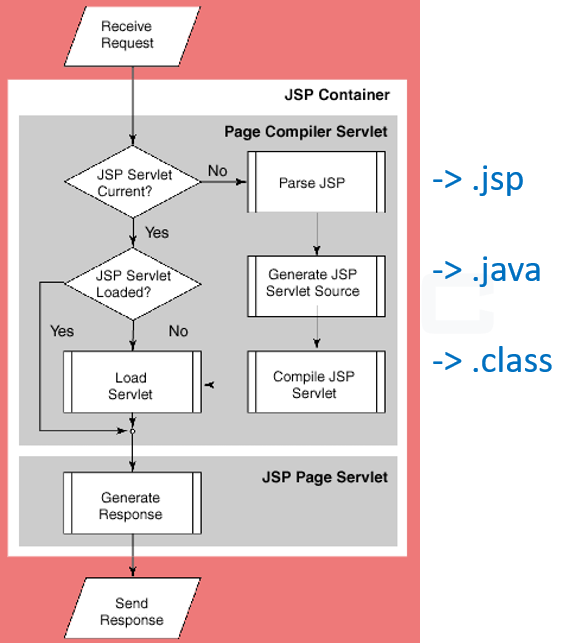 Receive
Request
JSP Container
Page Compiler Servlet
JSP Servlet
Current?
No
Parse JSP
-> .jsp
Yes
JSP Servlet
Loaded?
Generate JSP
Servlet Source
-> .java
Yes
No
Load
Servlet
Compile JSP
Servlet
-> .class
JSP Page Servlet
Generate
Response
Send
Response